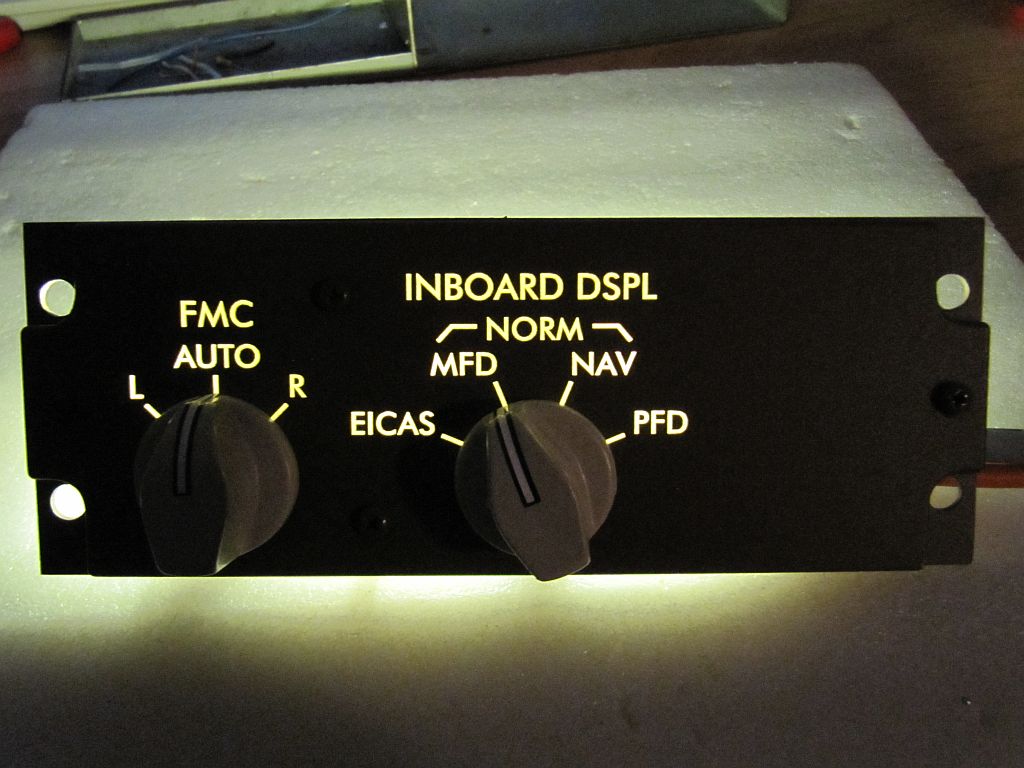 FMC
AUTO
L R
INBOARD DSPL
NORM
MFD NAV
EICAS PFD